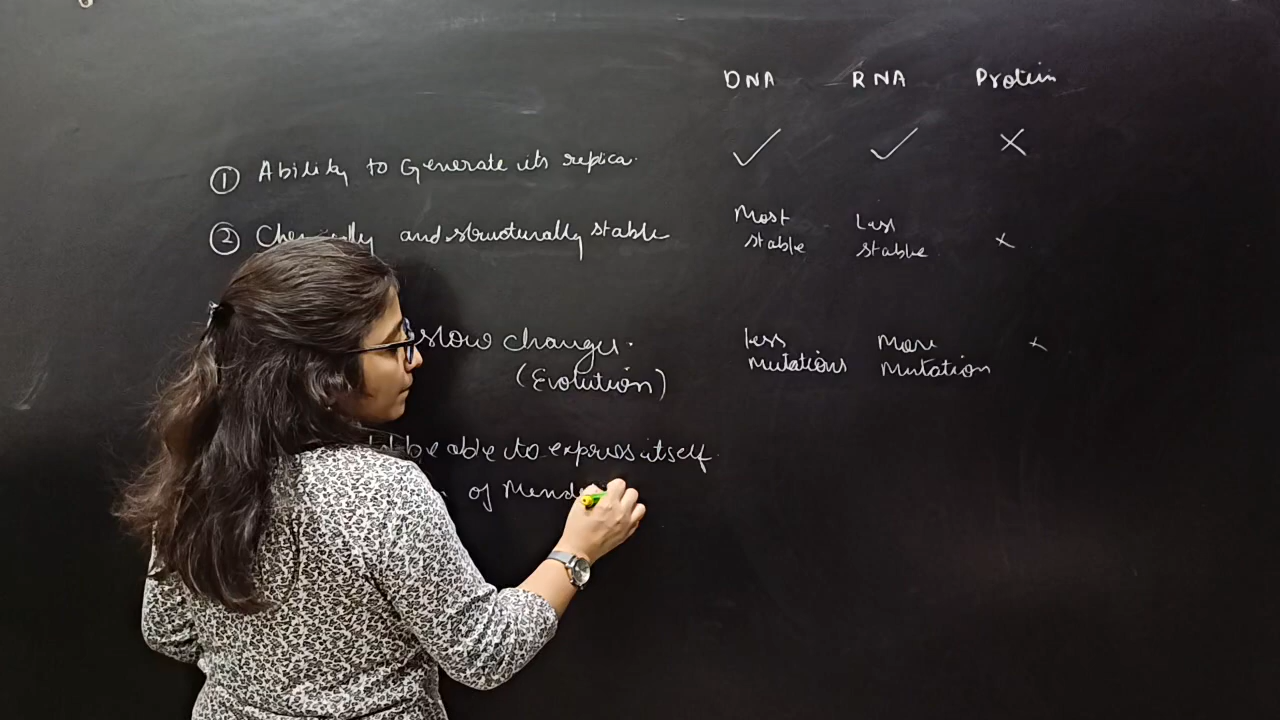 DNA RNA Protein
① Ability to Generate its replica. ✓ ✓ ✗
② and structurally stable Most stable Less stable ×
slow changes. Less Mutations More Mutation ×
(Evolution)
be able to express itself.
of